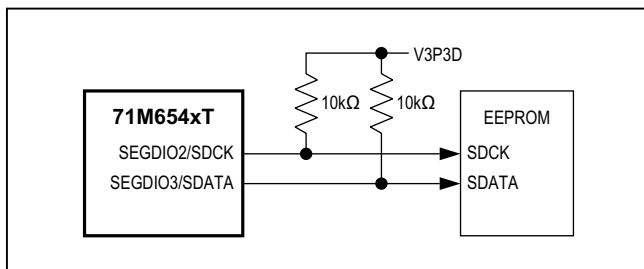 V3P3D
10kΩ 10kΩ
71M654xT
EEPROM
SEGDIO2/SDCK SDCK
SEGDIO3/SDATA SDATA